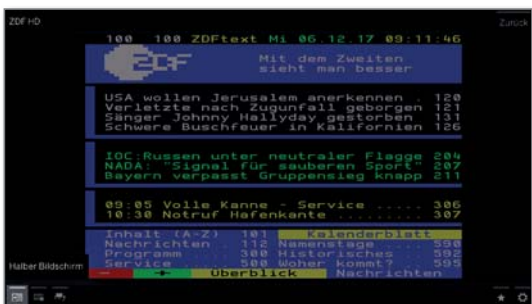 ZDF HD
Zurück
100 100 ZDFtext Mi 06.12.17 09:11:46
ZDF
Mit dem Zweiten
sieht man besser
USA wollen Jerusalem anerkennen . 120
Verletzte nach Zugunfall geborgen 121
Sänger Johnny Hallyday gestorben . 131
Schwere Buschfeuer in Kalifornien 126
IOC:Russen unter neutraler Flagge 204
NADA: "Signal für sauberen Sport" 207
Bayern verpasst Gruppensieg knapp 211
09:05 Volle Kanne - Service ..... 306
10:30 Notruf Hafenkante ......... 307
Inhalt (A-Z) 101 Kalenderblatt
Nachrichten . 112 Namenstage .... 590
Programm .... 300 Historisches .. 592
Service ..... 500 Woher kommt? .. 595
Halber Bildschirm
- + Überblick Nachrichten